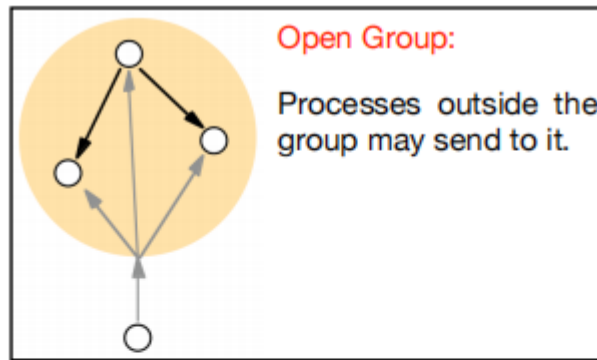 Open Group:
Processes outside the
group may send to it.